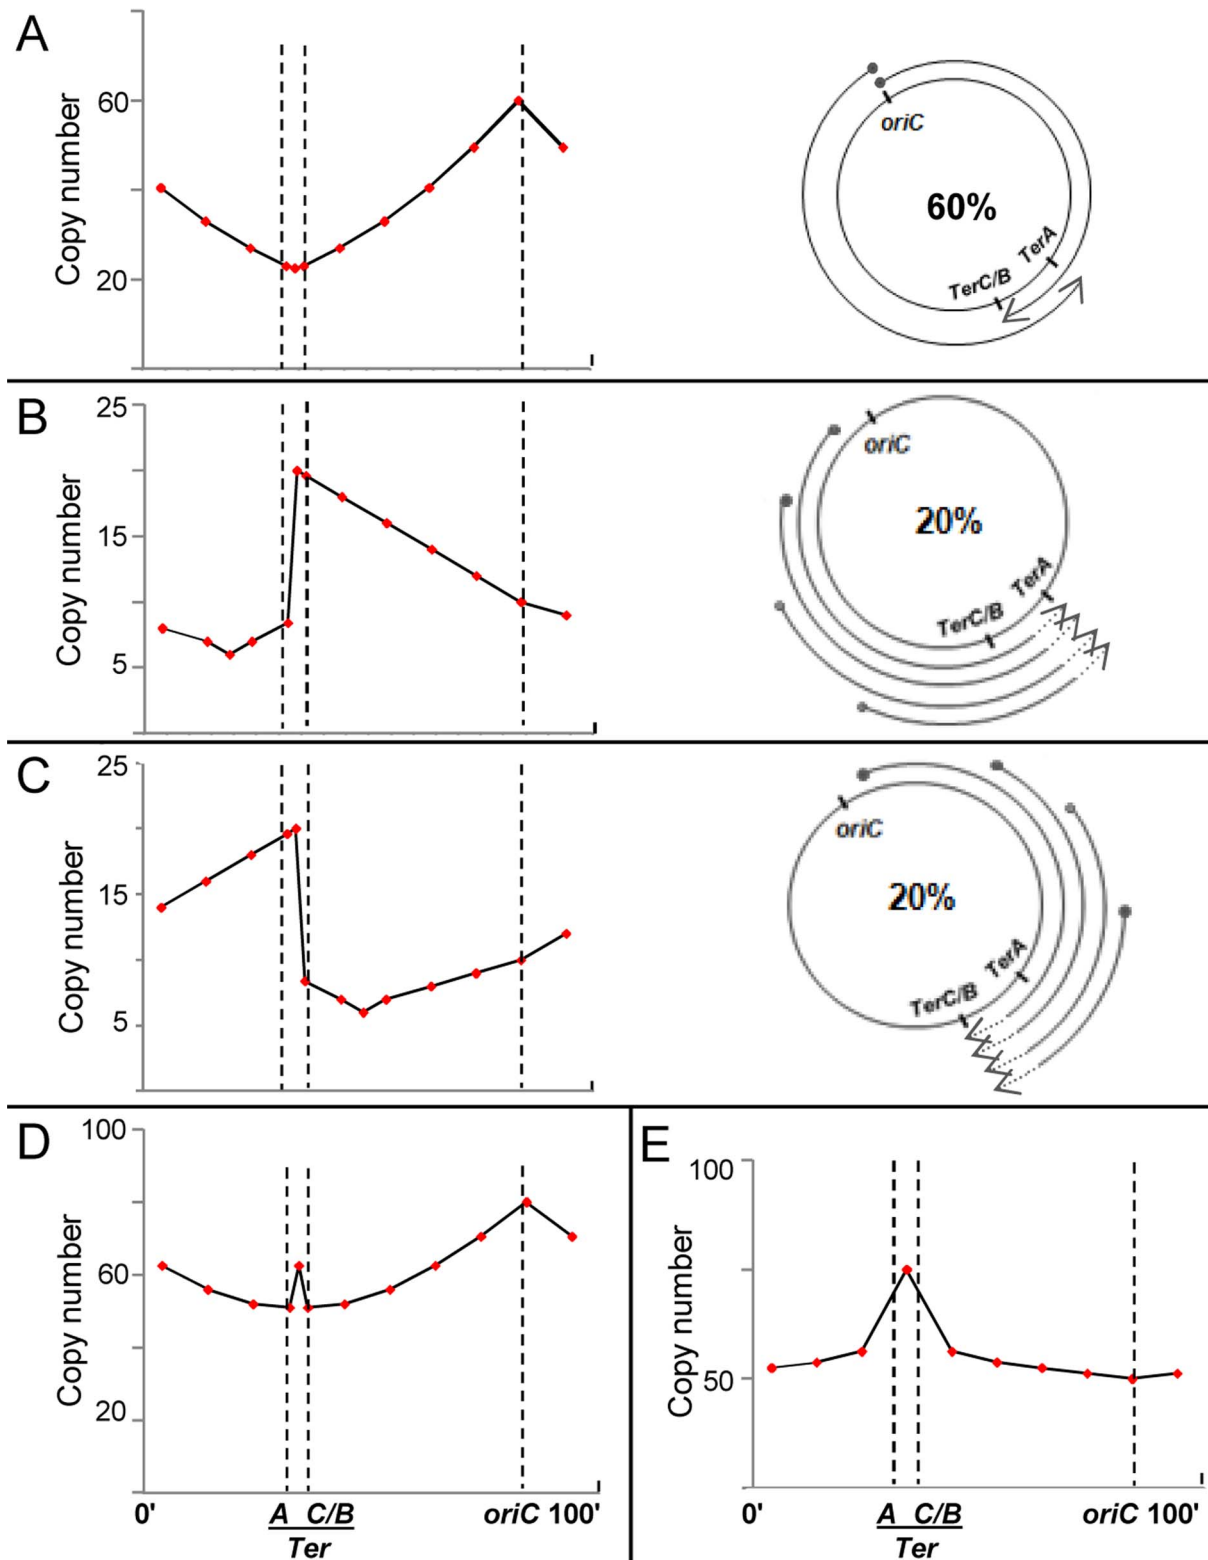 A
Copy number
60
20
oriC
60%
TerA
TerC/B
B
Copy number
25
15
5
oriC
20%
TerA
TerC/B
C
Copy number
25
15
5
oriC
20%
TerA
TerC/B
D
Copy number
100
60
20
0' A C/B oriC 100'
Ter
E
Copy number
100
50
0' A C/B oriC 100'
Ter